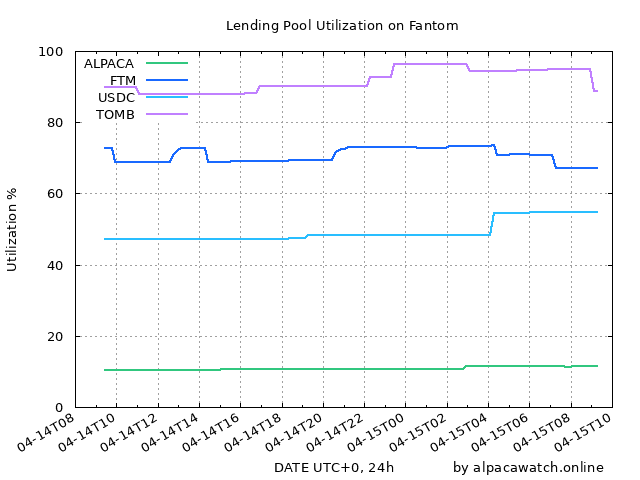 Lending Pool Utilization on Fantom
100
80
60
40
20
0
Utilization %
ALPACA
FTM
USDC
TOMB
04-14T08
04-14T10
04-14T12
04-14T14
04-14T16
04-14T18
04-14T20
04-14T22
04-15T00
04-15T02
04-15T04
04-15T06
04-15T08
04-15T10
DATE UTC+0, 24h
by alpacawatch.online